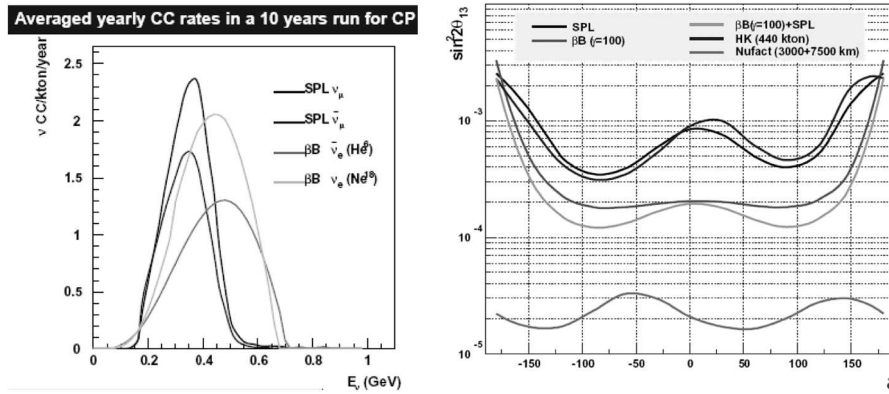 Averaged yearly CC rates in a 10 years run for CP
ν CC/kton/year
2.5
2
1.5
1
0.5
0
SPL ν_μ
SPL ν̄_μ
βB ν̄_e (He⁶)
βB ν_e (Ne¹⁸)
0 0.2 0.4 0.6 0.8 1
E_ν (GeV)
sin²2θ₁₃
SPL
βB (γ=100)
βB(γ=100)+SPL
HK (440 kton)
Nufact (3000+7500 km)
10⁻³
10⁻⁴
10⁻⁵
-150 -100 -50 0 50 100 150